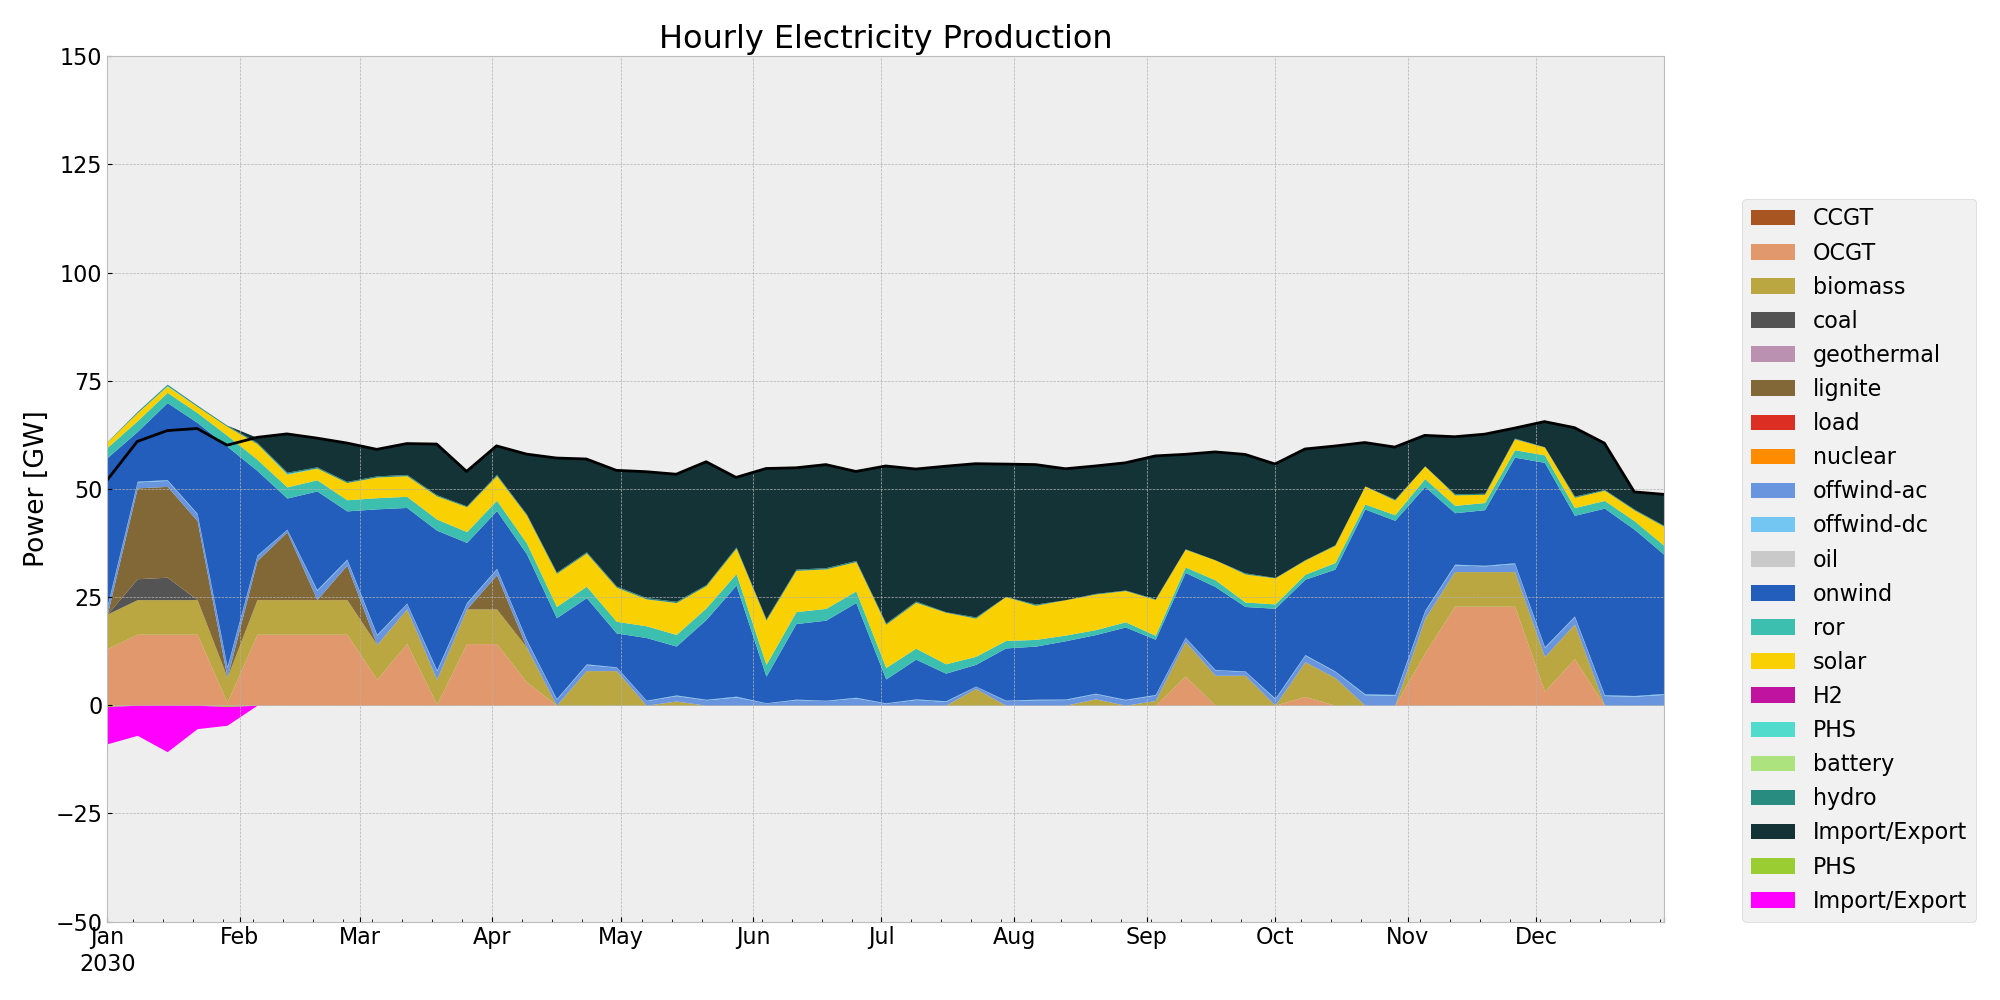 Hourly Electricity Production
Power [GW]
150
125
100
75
50
25
0
−25
−50
Jan Feb Mar Apr May Jun Jul Aug Sep Oct Nov Dec
2030
CCGT
OCGT
biomass
coal
geothermal
lignite
load
nuclear
offwind-ac
offwind-dc
oil
onwind
ror
solar
H2
PHS
battery
hydro
Import/Export
PHS
Import/Export